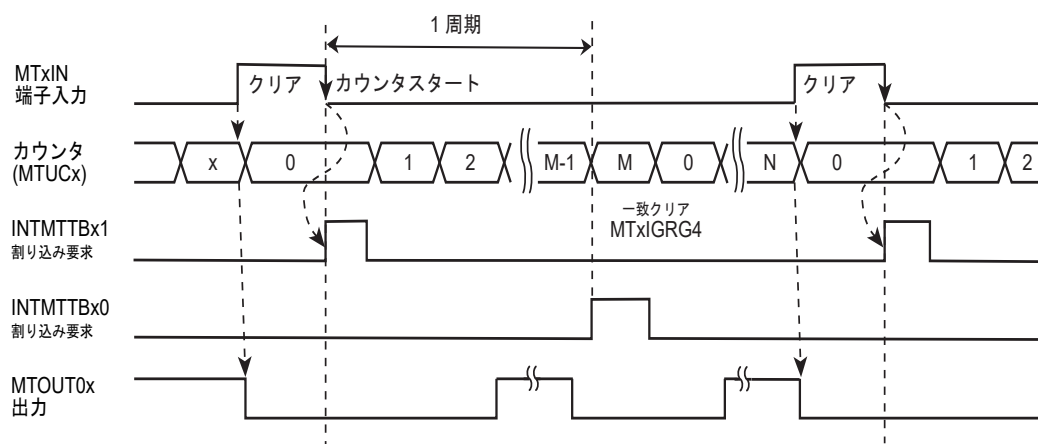 1 周期
MTxIN
端子入力
クリア
カウンタスタート
クリア
カウンタ
(MTUCx)
x 0 1 2 M-1 M 0 N 0 1 2
一致クリア
MTxIGRG4
INTMTTBx1
割り込み要求
INTMTTBx0
割り込み要求
MTOUT0x
出力